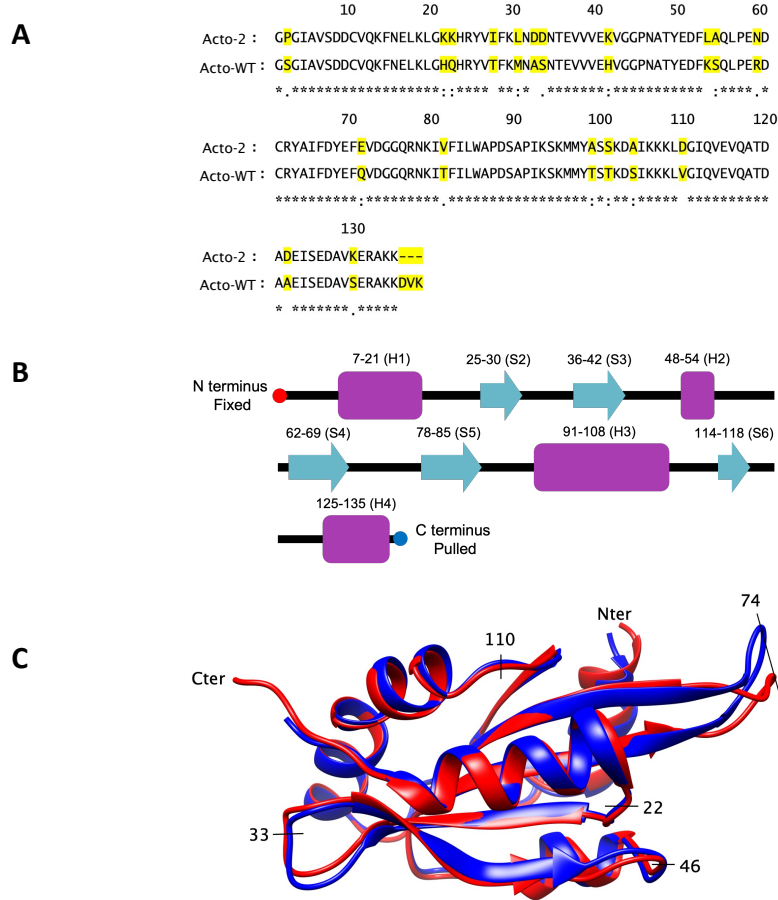 A
10 20 30 40 50 60
Acto-2 : GPGIAVSDDCVQKFNELKLGKKHRYVIFKLNDDNTEVVVEKVGGPNATYEDFLAQLPEND
Acto-WT : GSGIAVSDDCVQKFNELKLGHQHRYVTFKMNASNTEVVVEHVGGPNATYEDFKSQLPERD
*.******************::**** **:* .*******:************ .****.*
70 80 90 100 110 120
Acto-2 : CRYAIFDYEFEVDGGQRNKIVFILWAPDSAPIKSKMMYASSKDAIKKKLDGIQVEVQATD
Acto-WT : CRYAIFDYEFQVDGGQRNKITFILWAPDSAPIKSKMMYTSTKDSIKKKLVGIQVEVQATD
**********:*********.*****************:*:**:***** **********
130
Acto-2 : ADEISEDAVKERAKK---
Acto-WT : AAEISEDAVSERAKKDVK
* *******.*****
B
7-21 (H1) 25-30 (S2) 36-42 (S3) 48-54 (H2)
N terminus
Fixed
62-69 (S4) 78-85 (S5) 91-108 (H3) 114-118 (S6)
125-135 (H4)
C terminus
Pulled
C
74
Nter
110
Cter
22
33
46